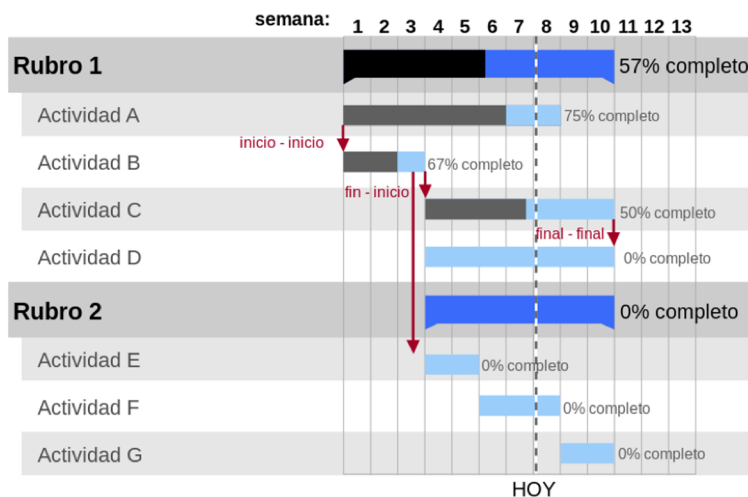 semana: 1 2 3 4 5 6 7 8 9 10 11 12 13
Rubro 1 57% completo
Actividad A 75% completo
inicio - inicio
Actividad B 67% completo
fin - inicio
Actividad C 50% completo
final - final
Actividad D 0% completo
Rubro 2 0% completo
Actividad E 0% completo
Actividad F 0% completo
Actividad G 0% completo
HOY